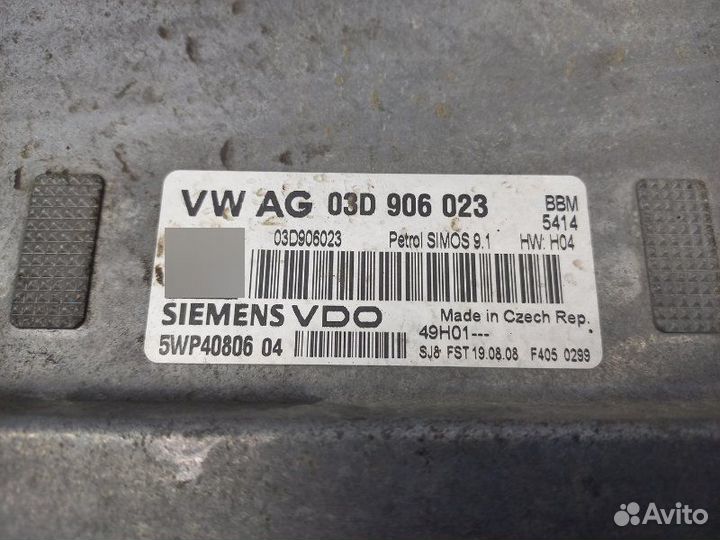 VW AG 03D 906 023 BBM
5414
03D906023 Petrol SIMOS 9.1 HW: H04
SIEMENS VDO Made in Czech Rep.
49H01---
5WP40806 04 SJ8 FST 19.08.08 F405 0299
Avito